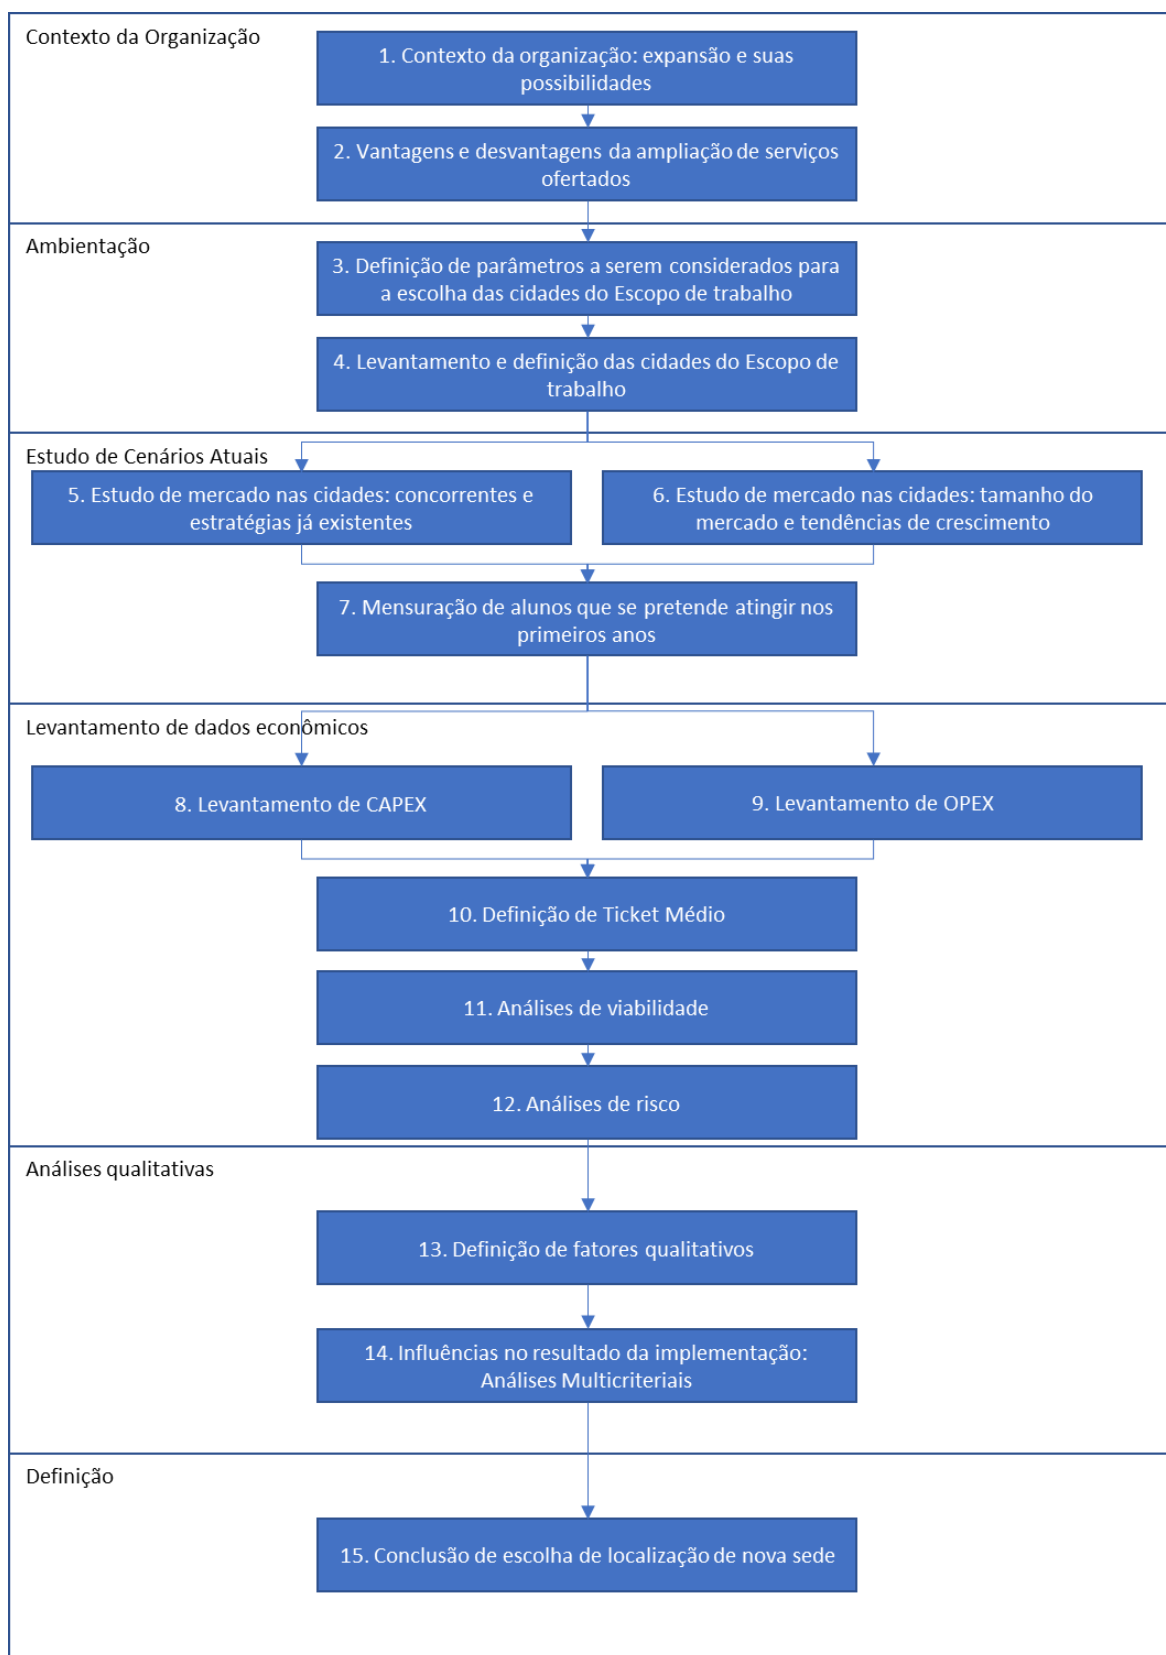 Contexto da Organização
1. Contexto da organização: expansão e suas
possibilidades
2. Vantagens e desvantagens da ampliação de serviços
ofertados
Ambientação
3. Definição de parâmetros a serem considerados para
a escolha das cidades do Escopo de trabalho
4. Levantamento e definição das cidades do Escopo de
trabalho
Estudo de Cenários Atuais
5. Estudo de mercado nas cidades: concorrentes e
estratégias já existentes
6. Estudo de mercado nas cidades: tamanho do
mercado e tendências de crescimento
7. Mensuração de alunos que se pretende atingir nos
primeiros anos
Levantamento de dados econômicos
8. Levantamento de CAPEX
9. Levantamento de OPEX
10. Definição de Ticket Médio
11. Análises de viabilidade
12. Análises de risco
Análises qualitativas
13. Definição de fatores qualitativos
14. Influências no resultado da implementação:
Análises Multicriteriais
Definição
15. Conclusão de escolha de localização de nova sede